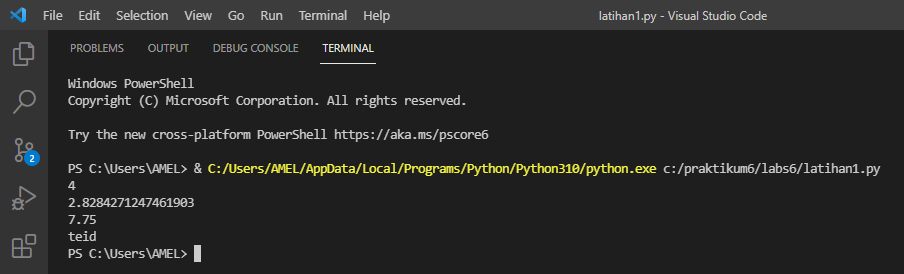 File Edit View Go Run Terminal Help latihan1.py - Visual Studio Code
PROBLEMS OUTPUT DEBUG CONSOLE TERMINAL
Windows PowerShell
Copyright (C) Microsoft Corporation. All rights reserved.
Try the new cross-platform PowerShell https://aka.ms/pscore6
PS C:\Users\AMEL> & C:/Users/AMEL/AppData/Local/Programs/Python/Python310/python.exe c:/praktikum6/labs6/latihan1.py
4
2.8284271247461903
7.75
teid
PS C:\Users\AMEL>
2